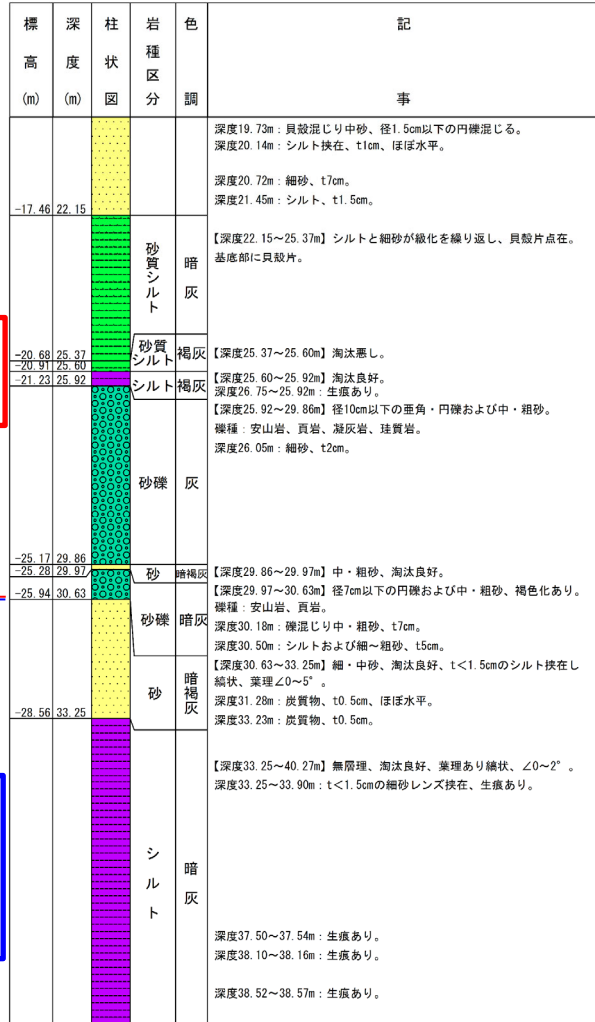 標高(m) 深度(m) 柱状図 岩種区分 色調 記事
深度19.73m：貝殻混じり中砂、径1.5cm以下の円礫混じる。
深度20.14m：シルト挟在、t1cm、ほぼ水平。
深度20.72m：細砂、t7cm。
深度21.45m：シルト、t1.5cm。
-17.46 22.15
砂質シルト 暗灰
【深度22.15～25.37m】シルトと細砂が級化を繰り返し、貝殻片点在。
基底部に貝殻片。
-20.68 25.37
砂質シルト 褐灰 【深度25.37～25.60m】淘汰悪し。
-20.91 25.60
シルト 褐灰 【深度25.60～25.92m】淘汰良好。
-21.23 25.92
深度26.75～25.92m：生痕あり。
【深度25.92～29.86m】径10cm以下の亜角・円礫および中・粗砂。
礫種：安山岩、頁岩、凝灰岩、珪質岩。
深度26.05m：細砂、t2cm。
砂礫 灰
-25.17 29.86
-25.28 29.97
砂 暗褐灰 【深度29.86～29.97m】中・粗砂、淘汰良好。
【深度29.97～30.63m】径7cm以下の円礫および中・粗砂、褐色化あり。
-25.94 30.63
礫種：安山岩、頁岩。
砂礫 暗灰
深度30.18m：礫混じり中・粗砂、t7cm。
深度30.50m：シルトおよび細～粗砂、t5cm。
【深度30.63～33.25m】細・中砂、淘汰良好、t＜1.5cmのシルト挟在し
縞状、葉理∠0～5°。
砂 暗褐灰
深度31.28m：炭質物、t0.5cm、ほぼ水平。
-28.56 33.25
深度33.23m：炭質物、t0.5cm。
【深度33.25～40.27m】無層理、淘汰良好、葉理あり縞状、∠0～2°。
深度33.25～33.90m：t＜1.5cmの細砂レンズ挟在、生痕あり。
シルト 暗灰
深度37.50～37.54m：生痕あり。
深度38.10～38.16m：生痕あり。
深度38.52～38.57m：生痕あり。